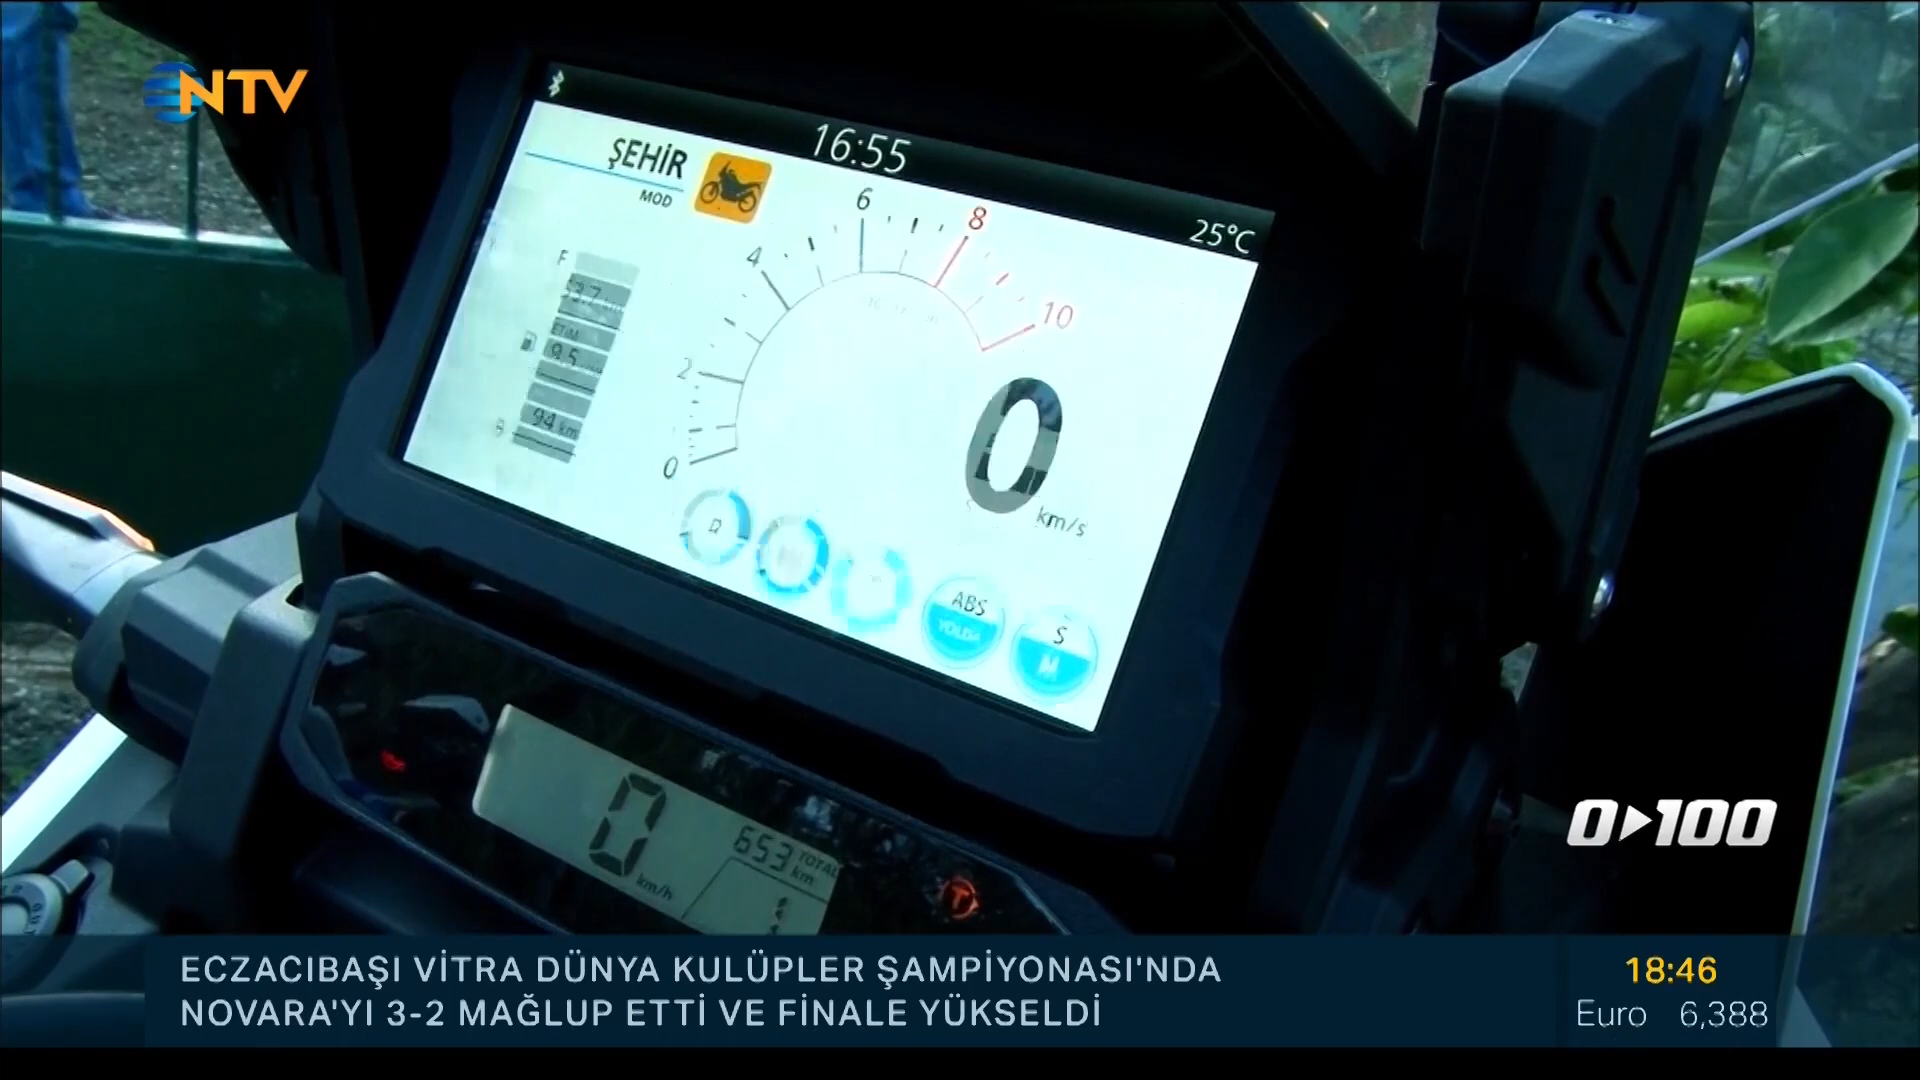 NTV
16:55
25°C
ŞEHİR
MOD
F
6
8
4
10
2
0
94 km
0
km/s
ABS
YOLDA
S
M
0
km/h
653 TOTAL
km
T
0▶100
ECZACIBAŞI VİTRA DÜNYA KULÜPLER ŞAMPİYONASI'NDA
NOVARA'YI 3-2 MAĞLUP ETTİ VE FİNALE YÜKSELDİ
18:46
Euro 6,388